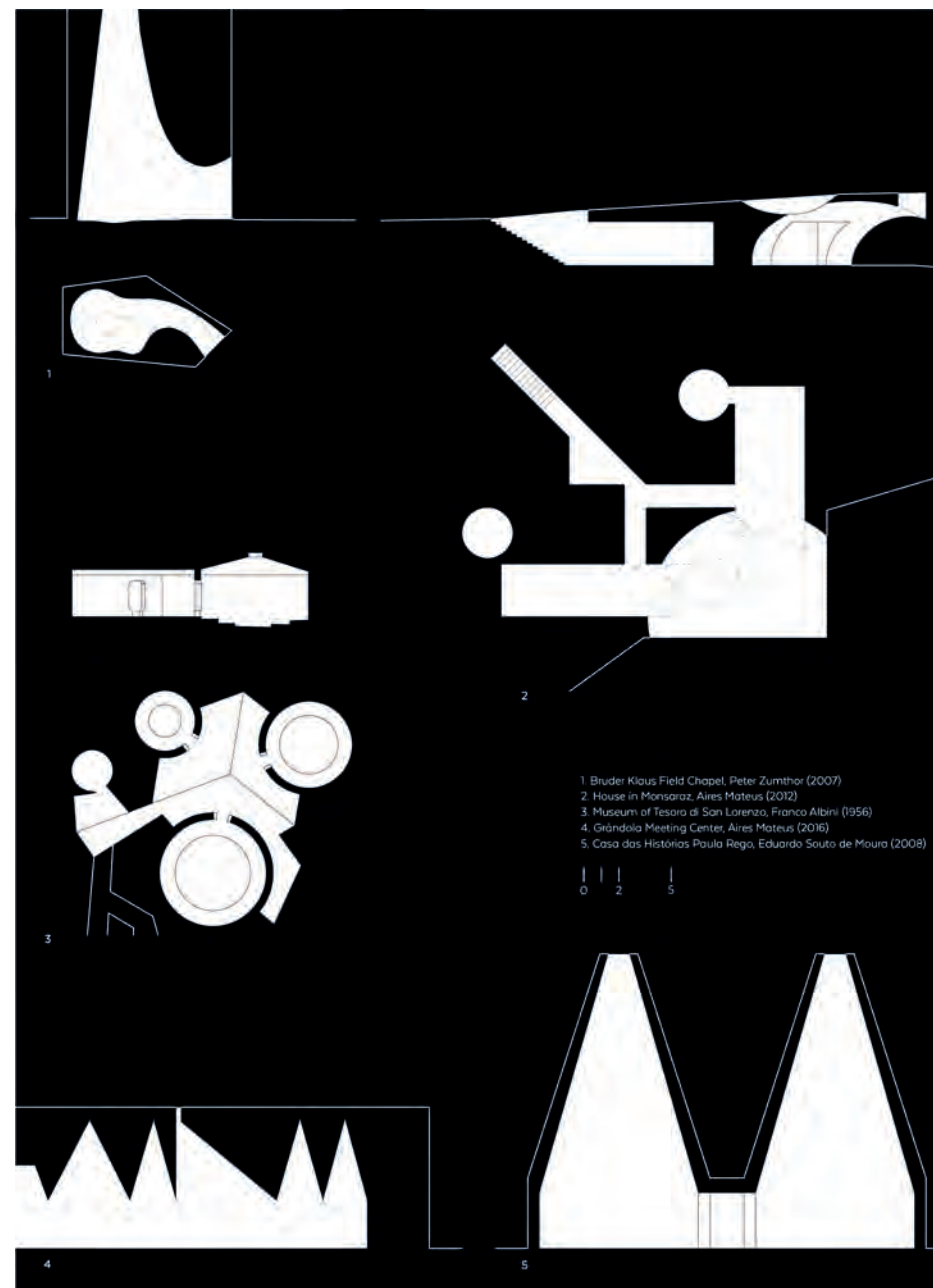 1
2
1. Bruder Klaus Field Chapel, Peter Zumthor (2007)
2. House in Monsaraz, Aires Mateus (2012)
3. Museum of Tesoro di San Lorenzo, Franco Albini (1956)
4. Grândola Meeting Center, Aires Mateus (2016)
5. Casa das Histórias Paula Rego, Eduardo Souto de Moura (2008)
0 2 5
3
4
5